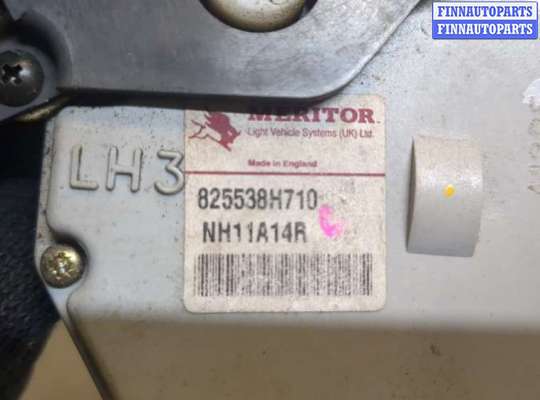 FINNAUTOPARTS
FINNAUTOPARTS
MERITOR
Light Vehicle Systems (UK) Ltd.
Made in England
LH3
825538H710
NH11A14R